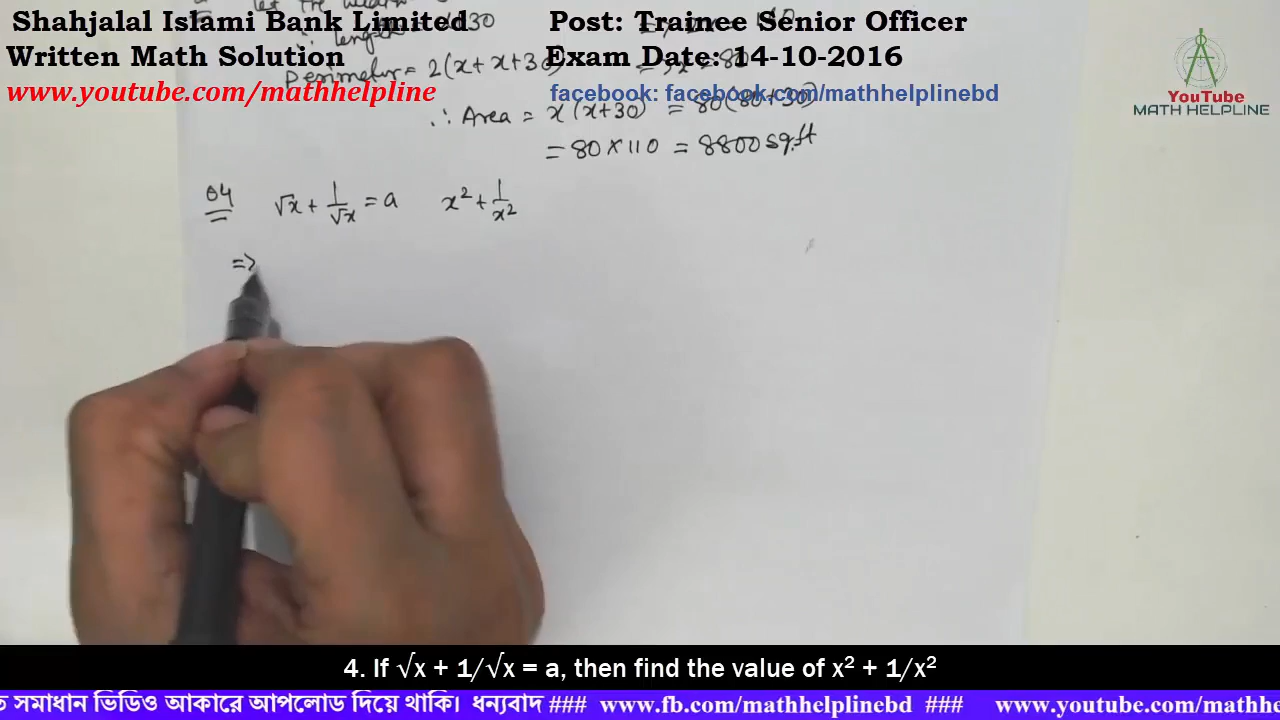 Shahjalal Islami Bank Limited
Post: Trainee Senior Officer
Written Math Solution
Exam Date: 14-10-2016
www.youtube.com/mathhelpline
facebook: facebook.com/mathhelplinebd
YouTube
MATH HELPLINE
Perimeter = 2(x+x+30)
∴ Area = x(x+30) = 80(80+30)
= 80×110 = 8800 sq.ft
04 √x + 1/√x = a x² + 1/x²
=>
4. If √x + 1/√x = a, then find the value of x² + 1/x²
সমাধান ভিডিও আকারে আপলোড দিয়ে থাকি। ধন্যবাদ ### www.fb.com/mathhelplinebd ### www.youtube.com/mathhe